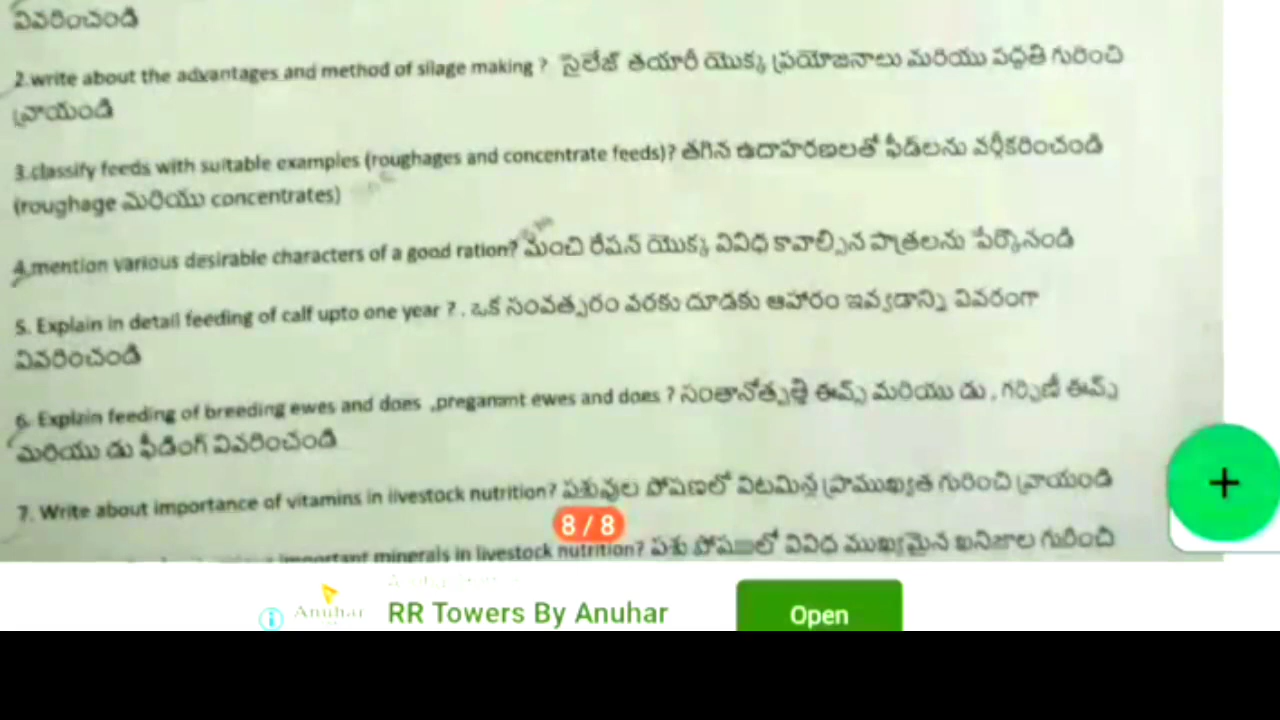 వివరించండి
2.write about the advantages and method of silage making ? సైలేజ్ తయారీ యొక్క ప్రయోజనాలు మరియు పద్ధతి గురించి
వ్రాయండి
3.classify feeds with suitable examples (roughages and concentrate feeds)? తగిన ఉదాహరణలతో ఫీడ్‌లను వర్గీకరించండి
(roughage మరియు concentrates)
4.mention various desirable characters of a good ration? మంచి రేషన్ యొక్క వివిధ కావాల్సిన పాత్రలను పేర్కొనండి
5. Explain in detail feeding of calf upto one year ? . ఒక సంవత్సరం వరకు దూడకు ఆహారం ఇవ్వడాన్ని వివరంగా
వివరించండి
6. Explain feeding of breeding ewes and does ,preganant ewes and does ? సంతానోత్పత్తి ఈవ్స్ మరియు డు , గర్భిణీ ఈవ్స్
మరియు డు ఫీడింగ్ వివరించండి
7. Write about importance of vitamins in livestock nutrition? పశువుల పోషణలో విటమిన్ల ప్రాముఖ్యత గురించి వ్రాయండి
8 / 8
important minerals in livestock nutrition? పశు పోషణలో వివిధ ముఖ్యమైన ఖనిజాల గురించి
Anuhar
RR Towers By Anuhar
Open